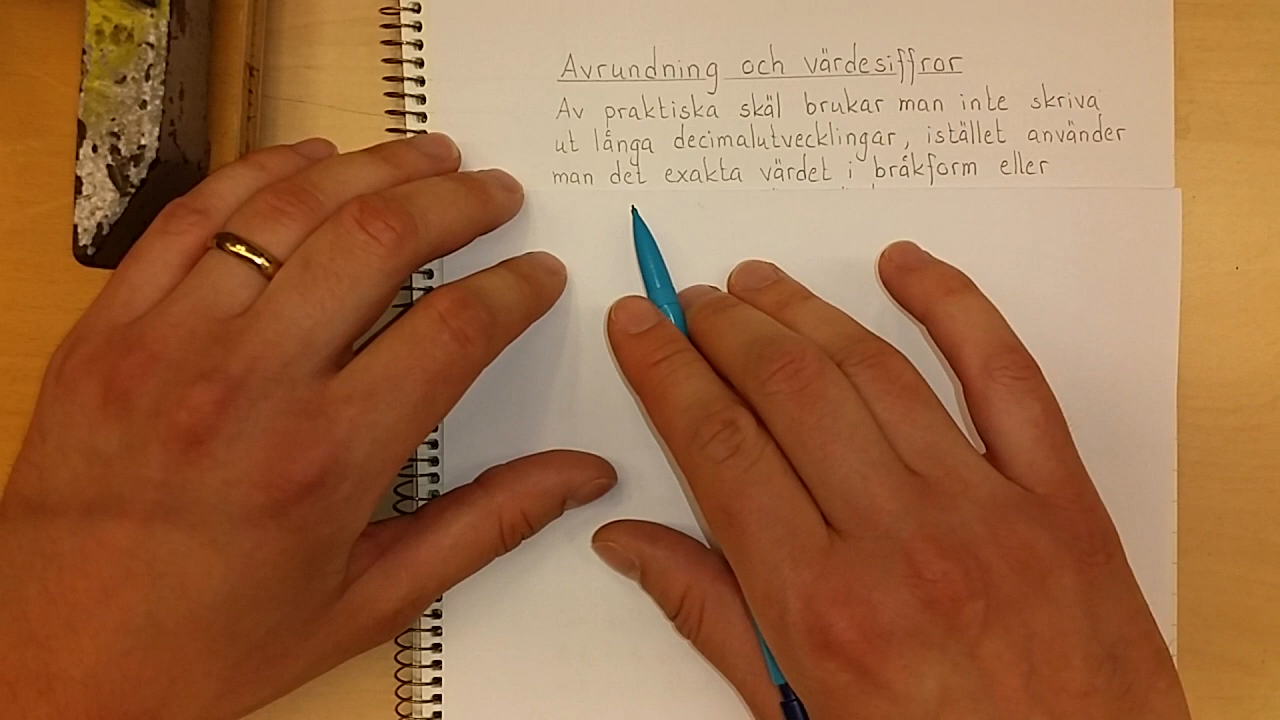 Avrundning och värdesiffror
Av praktiska skäl brukar man inte skriva
ut långa decimalutvecklingar, istället använder
man det exakta värdet i bråkform eller